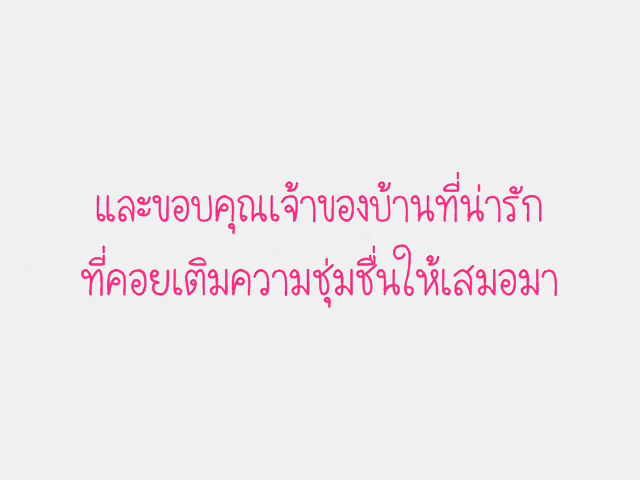 และขอบคุณเจ้าของบ้านที่น่ารัก
ที่คอยเติมความชุ่มชื่นให้เสมอมา